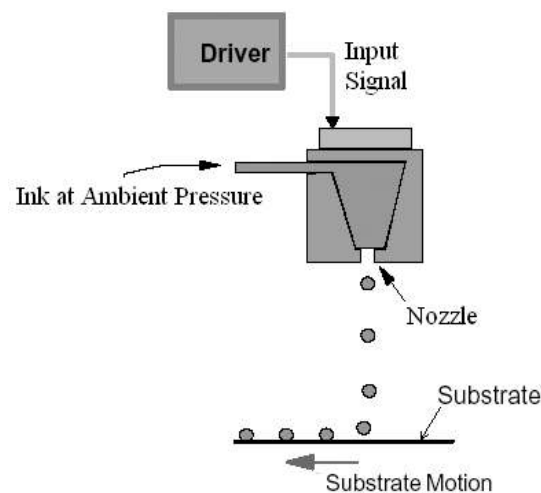 Driver
Input
Signal
Ink at Ambient Pressure
Nozzle
Substrate
Substrate Motion